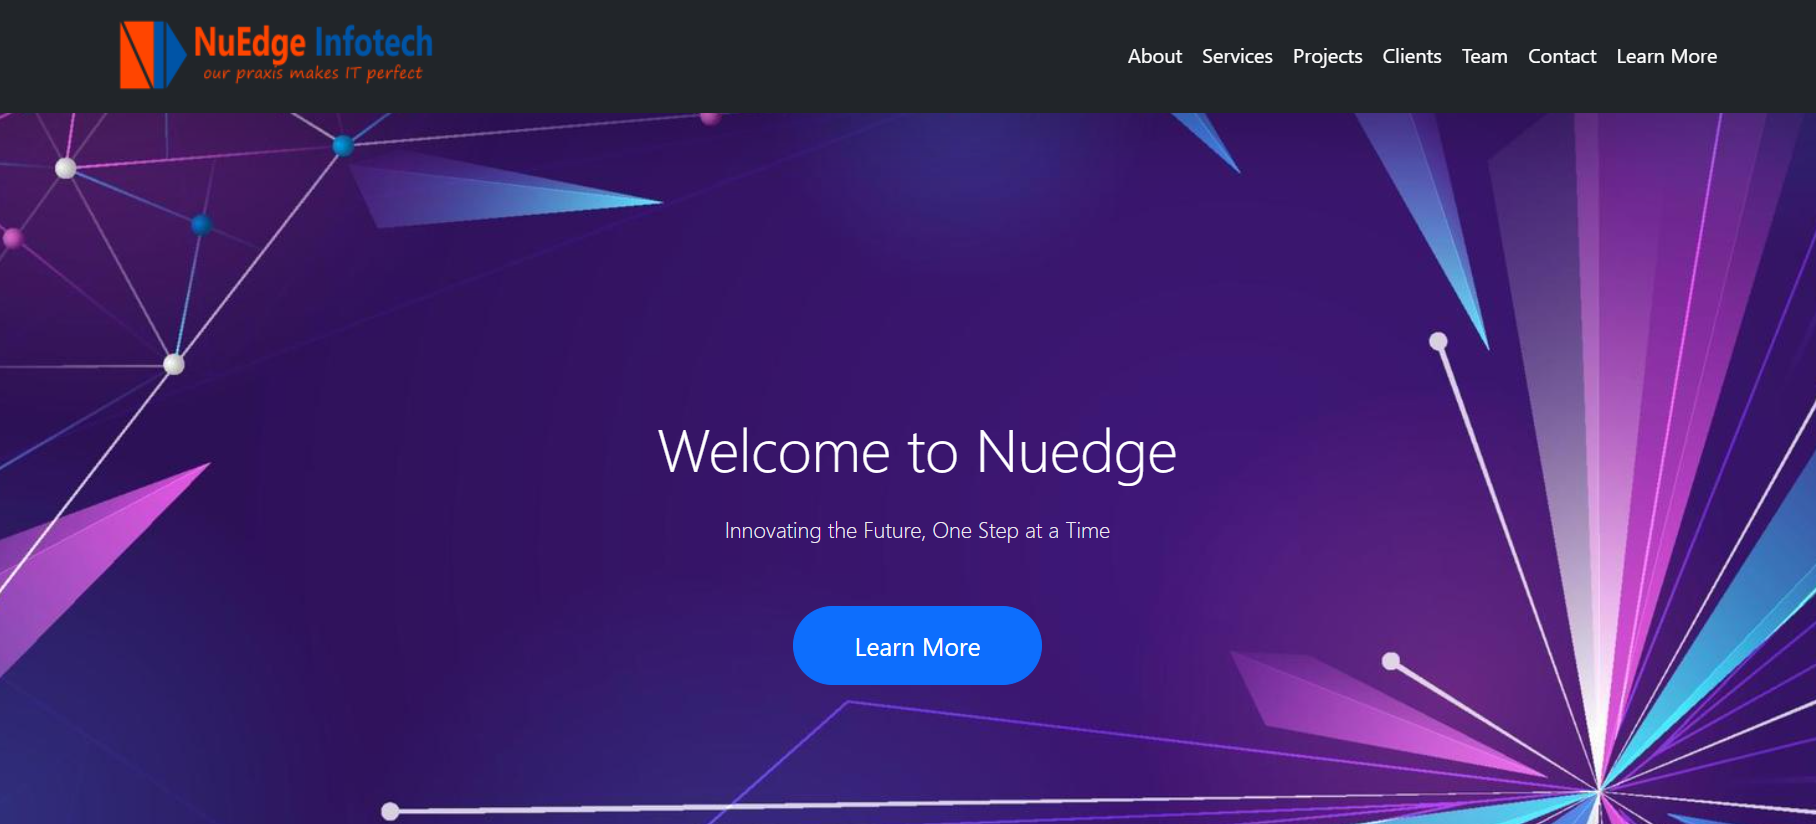 NuEdge Infotech
our praxis makes IT perfect
About Services Projects Clients Team Contact Learn More
Welcome to Nuedge
Innovating the Future, One Step at a Time
Learn More